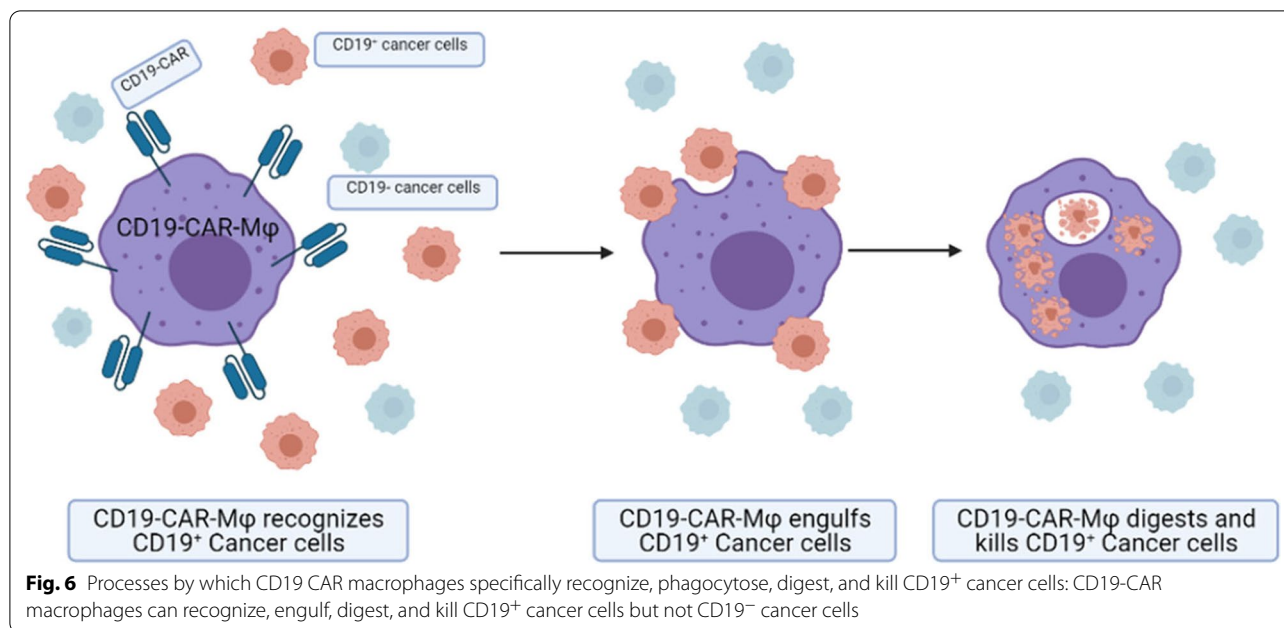 CD19-CAR
CD19⁺ cancer cells
CD19- cancer cells
CD19-CAR-Mφ
CD19-CAR-Mφ recognizes
CD19⁺ Cancer cells
CD19-CAR-Mφ engulfs
CD19⁺ Cancer cells
CD19-CAR-Mφ digests and
kills CD19⁺ Cancer cells
Fig. 6 Processes by which CD19 CAR macrophages specifically recognize, phagocytose, digest, and kill CD19⁺ cancer cells: CD19-CAR
macrophages can recognize, engulf, digest, and kill CD19⁺ cancer cells but not CD19⁻ cancer cells